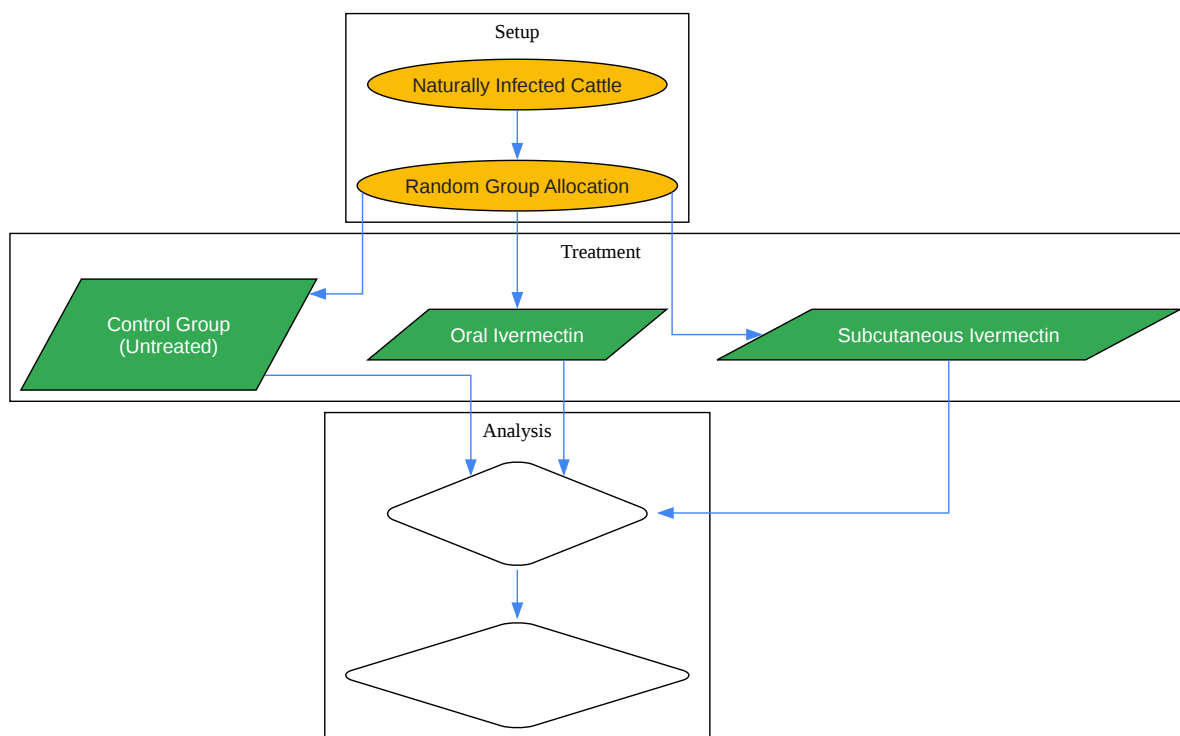 Setup
Naturally Infected Cattle
Random Group Allocation
Treatment
Control Group
(Untreated)
Oral Ivermectin
Subcutaneous Ivermectin
Analysis